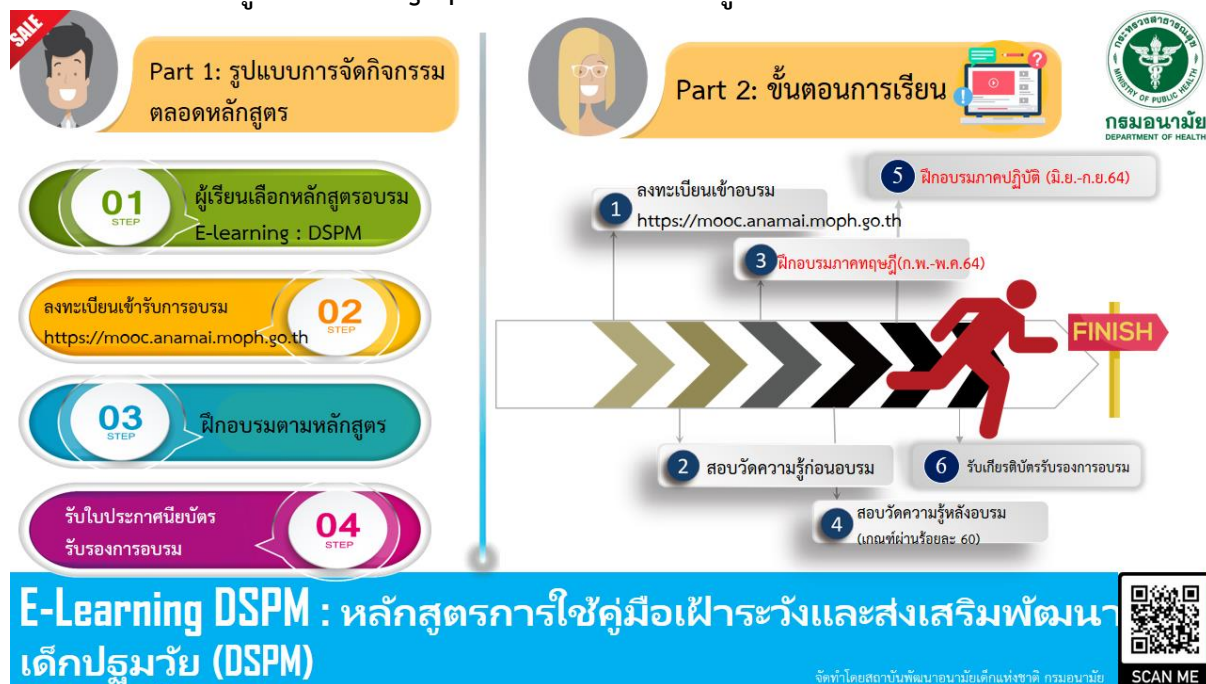 SALE
Part 1: รูปแบบการจัดกิจกรรม
ตลอดหลักสูตร
01
STEP
ผู้เรียนเลือกหลักสูตรอบรม
E-learning : DSPM
ลงทะเบียนเข้ารับการอบรม
https://mooc.anamai.moph.go.th
02
STEP
03
STEP
ฝึกอบรมตามหลักสูตร
รับใบประกาศนียบัตร
รับรองการอบรม
04
STEP
Part 2: ขั้นตอนการเรียน
กระทรวงสาธารณสุข
MINISTRY OF PUBLIC HEALTH
กรมอนามัย
DEPARTMENT OF HEALTH
1
ลงทะเบียนเข้าอบรม
https://mooc.anamai.moph.go.th
5 ฝึกอบรมภาคปฏิบัติ (มิ.ย.-ก.ย.64)
3 ฝึกอบรมภาคทฤษฎี(ก.พ.-พ.ค.64)
FINISH
2 สอบวัดความรู้ก่อนอบรม
6 รับเกียรติบัตรรับรองการอบรม
4
สอบวัดความรู้หลังอบรม
(เกณฑ์ผ่านร้อยละ 60)
E-Learning DSPM : หลักสูตรการใช้คู่มือเฝ้าระวังและส่งเสริมพัฒนา
เด็กปฐมวัย (DSPM)
จัดทำโดยสถาบันพัฒนาอนามัยเด็กแห่งชาติ กรมอนามัย
SCAN ME